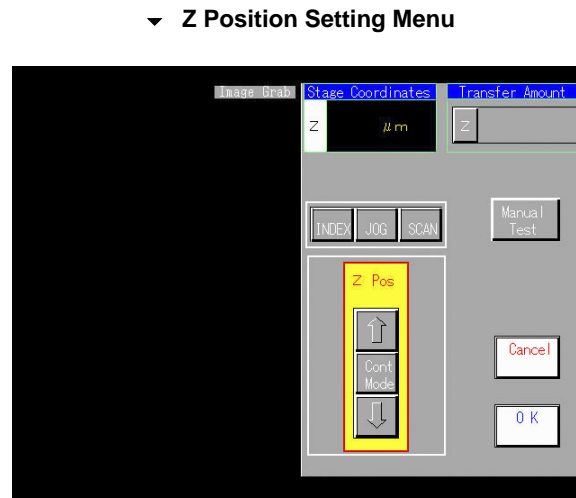 Z Position Setting Menu
Image Grab
Stage Coordinates
Transfer Amount
Z μm
Z
INDEX JOG SCAN
Manual
Test
Z Pos
Cont
Mode
Cancel
OK